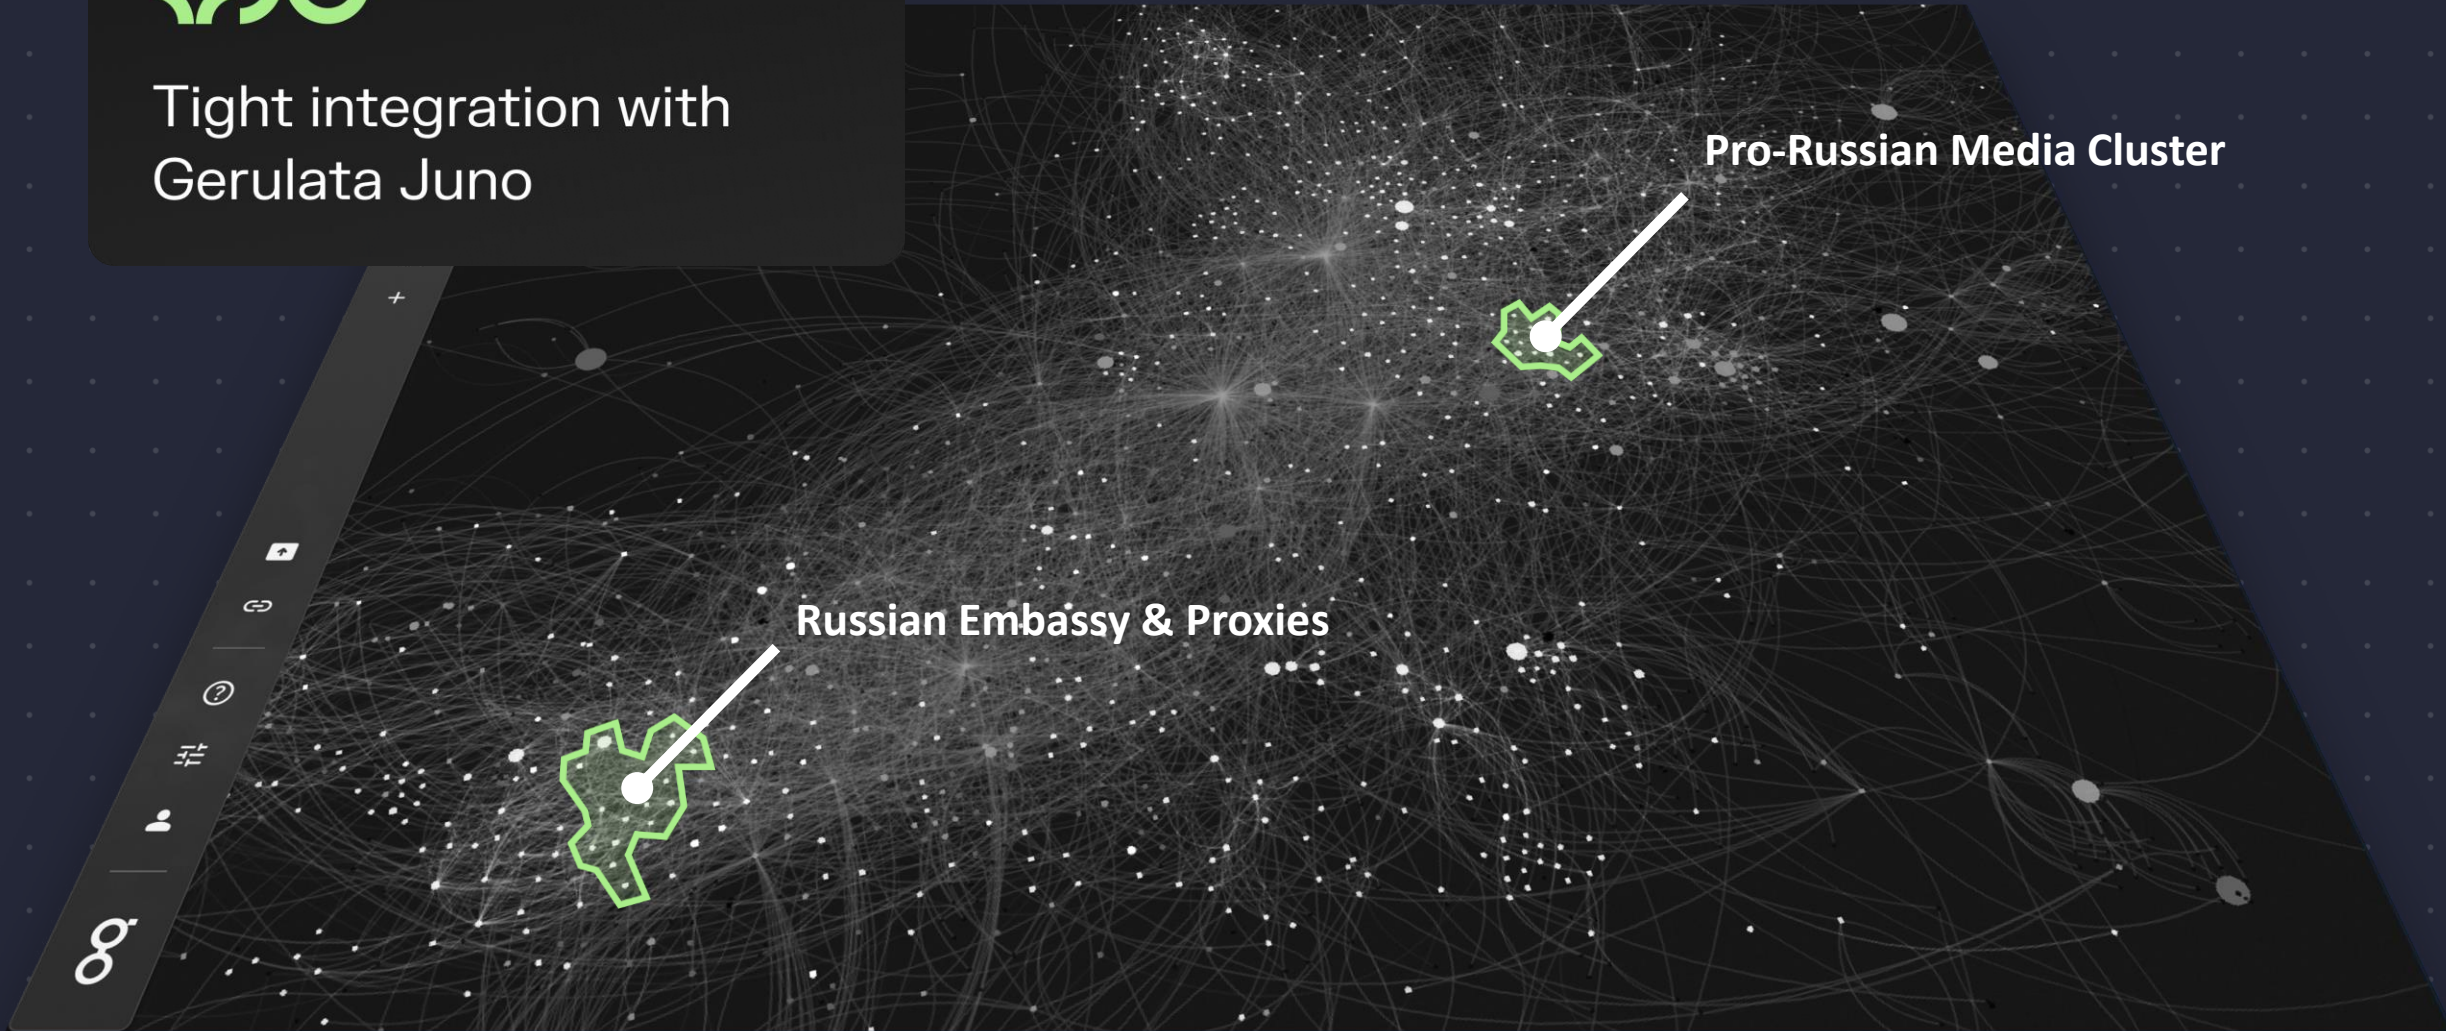 Tight integration with
Gerulata Juno
Pro-Russian Media Cluster
Russian Embassy & Proxies
g